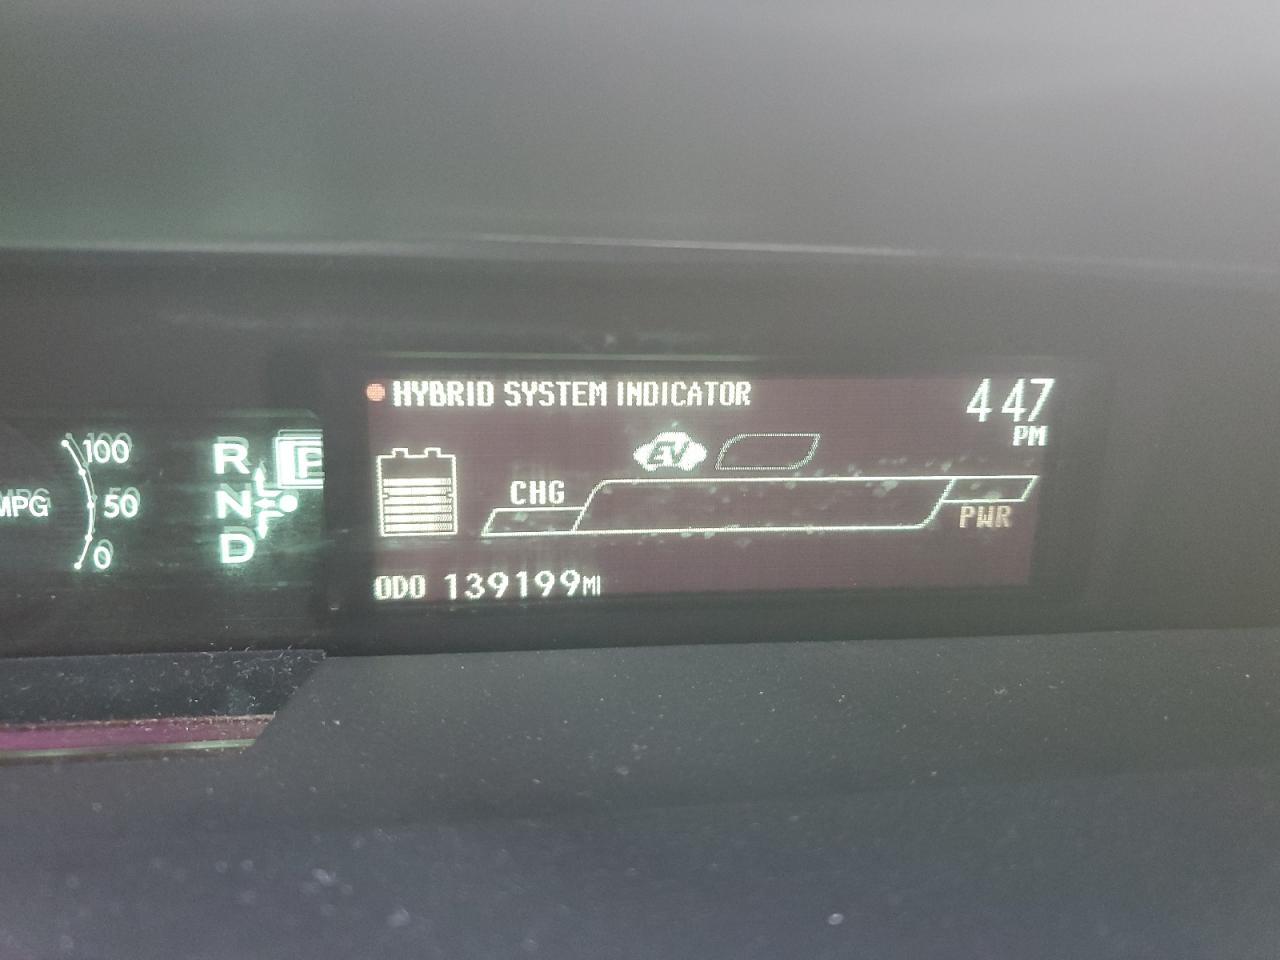 HYBRID SYSTEM INDICATOR
4 47
PM
EV
CHG
PWR
ODO 139199MI
100
MPG 50
0
R P
N
D